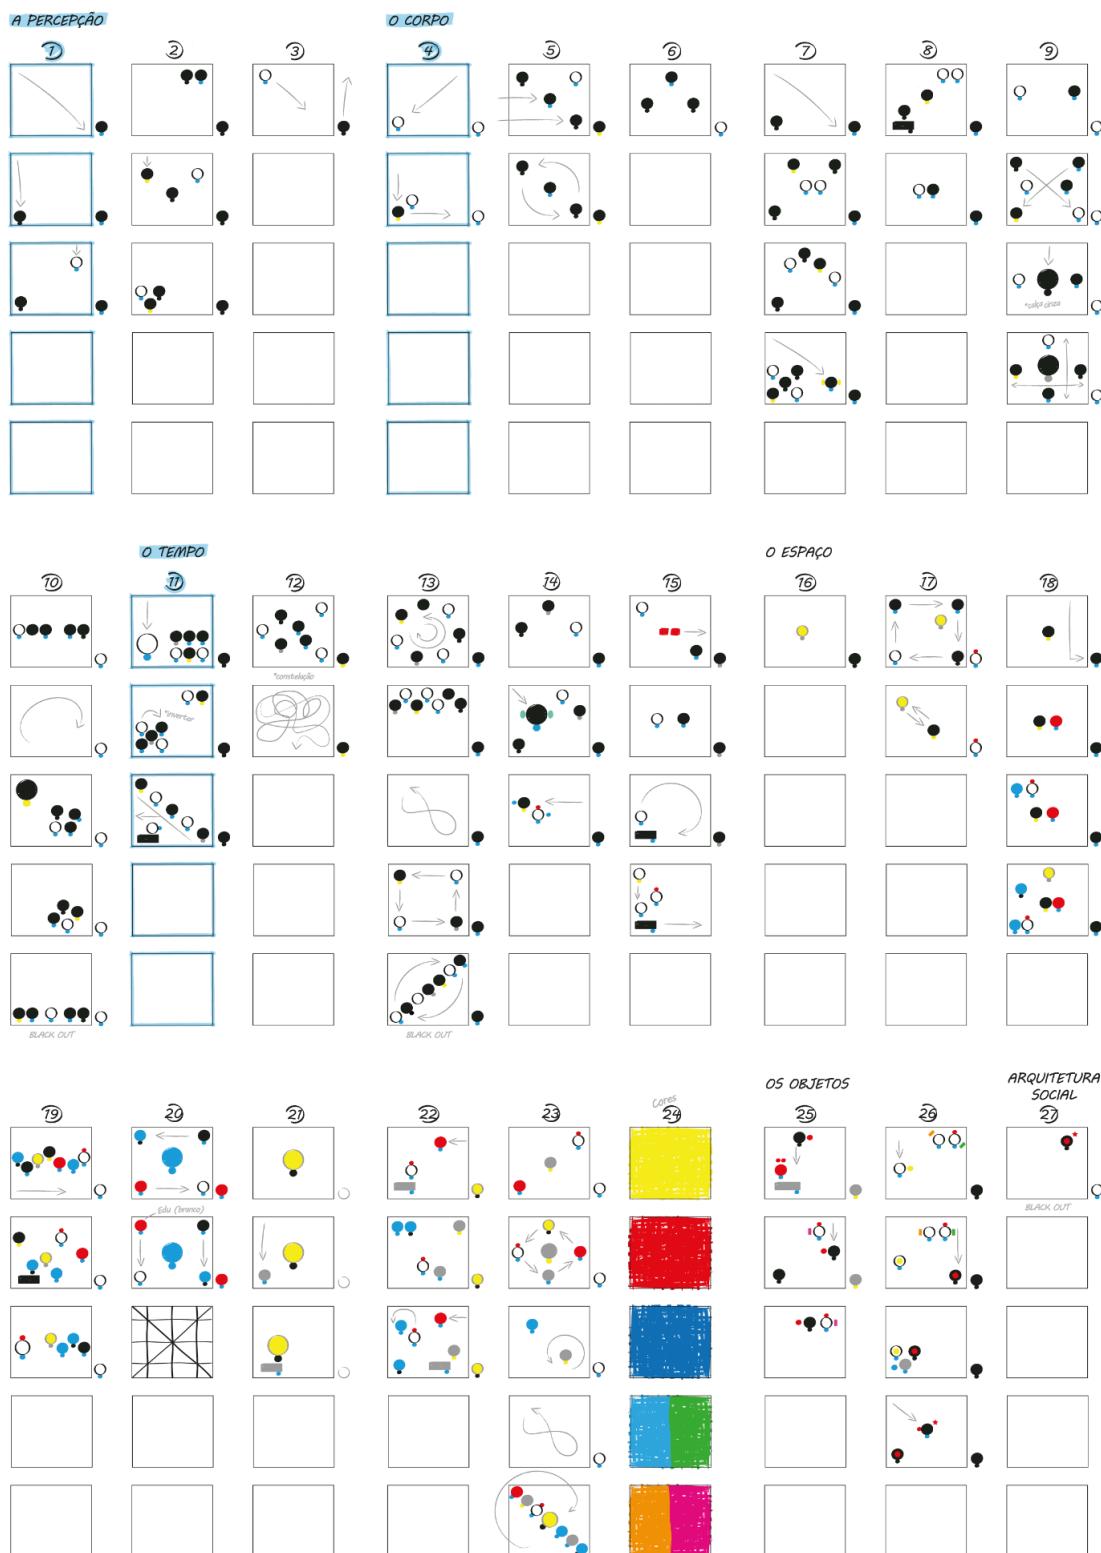 A PERCEPÇÃO
O CORPO
1
2
3
4
5
6
7
8
9
*calça cinza
O TEMPO
O ESPAÇO
10
11
12
13
14
15
16
17
18
*constelação
*inverter
BLACK OUT
BLACK OUT
OS OBJETOS
ARQUITETURA
SOCIAL
Cores
19
20
21
22
23
24
25
26
27
Edu (branco)
BLACK OUT